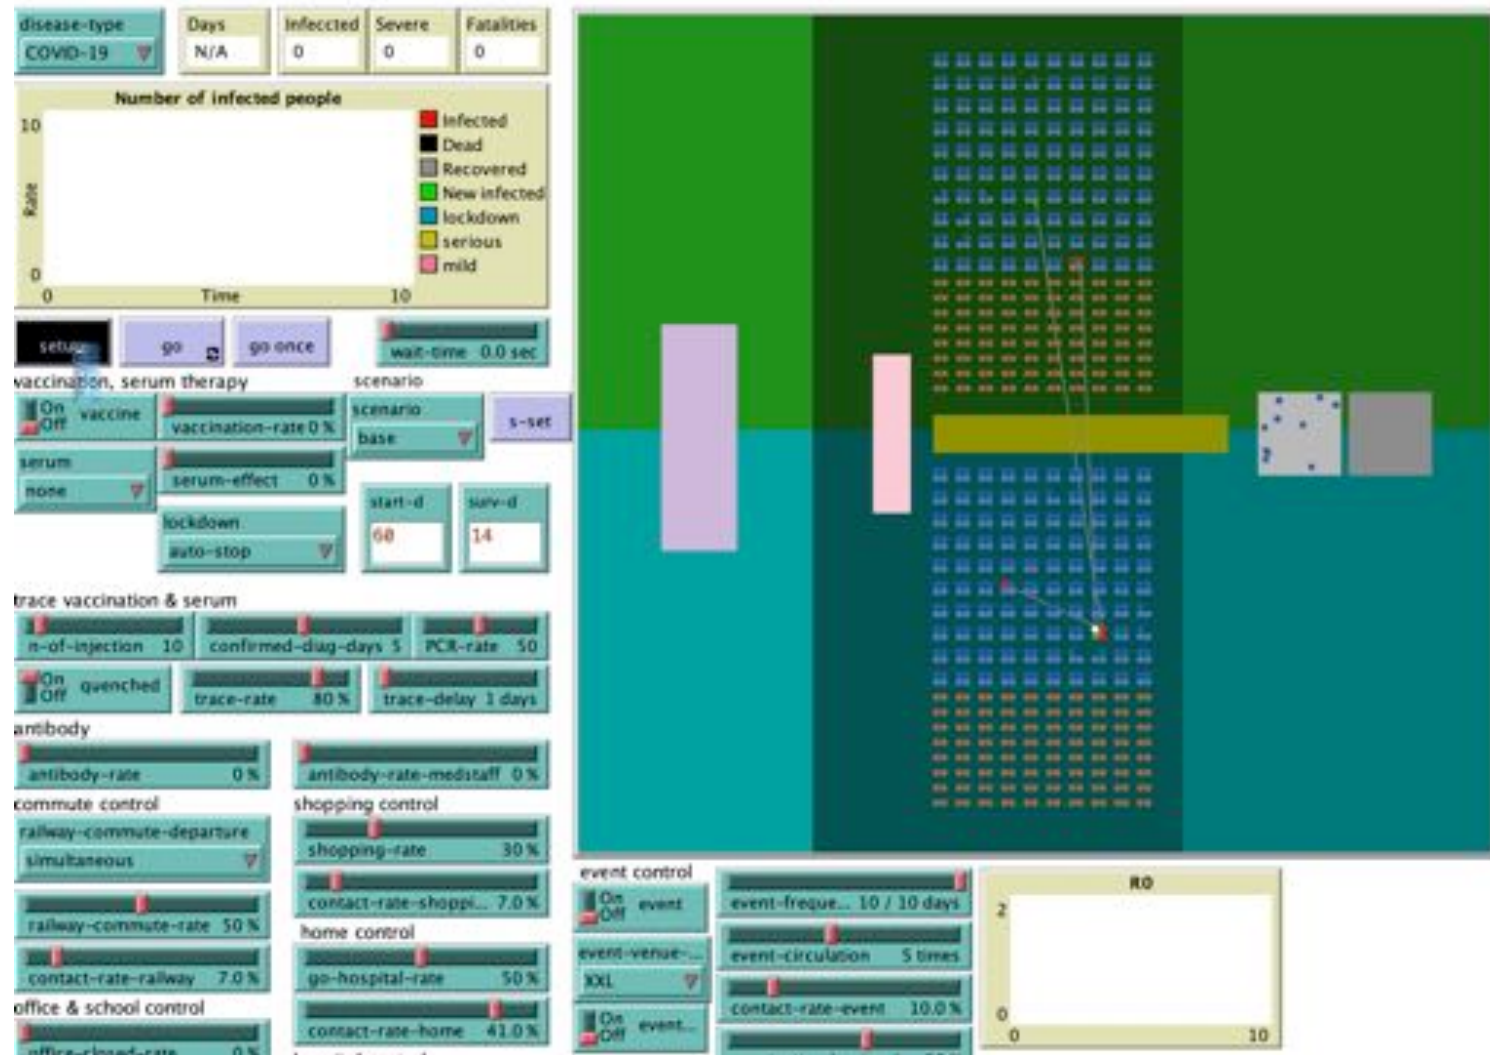 disease-type
COVID-19
Days
N/A
Infeccted
0
Severe
0
Fatalities
0
Number of infected people
10
Rate
0
0
Time
10
Infected
Dead
Recovered
New infected
lockdown
serious
mild
setup
go
go once
wait-time 0.0 sec
vaccination, serum therapy
scenario
On
Off
vaccine
vaccination-rate 0 %
scenario
base
s-set
serum
none
serum-effect 0 %
start-d
60
surv-d
14
lockdown
auto-stop
trace vaccination & serum
n-of-injection 10
confirmed-diag-days 5
PCR-rate 50
On
Off
quenched
trace-rate 80 %
trace-delay 1 days
antibody
antibody-rate 0 %
antibody-rate-medstaff 0 %
commute control
railway-commute-departure
simultaneous
railway-commute-rate 50 %
contact-rate-railway 7.0 %
office & school control
office-closed-rate 0 %
shopping control
shopping-rate 30 %
contact-rate-shoppi... 7.0 %
home control
go-hospital-rate 50 %
contact-rate-home 41.0 %
event control
On
Off
event
event-venue-...
XXL
On
Off
event...
event-freque... 10 / 10 days
event-circulation 5 times
contact-rate-event 10.0 %
R0
2
0
0
10